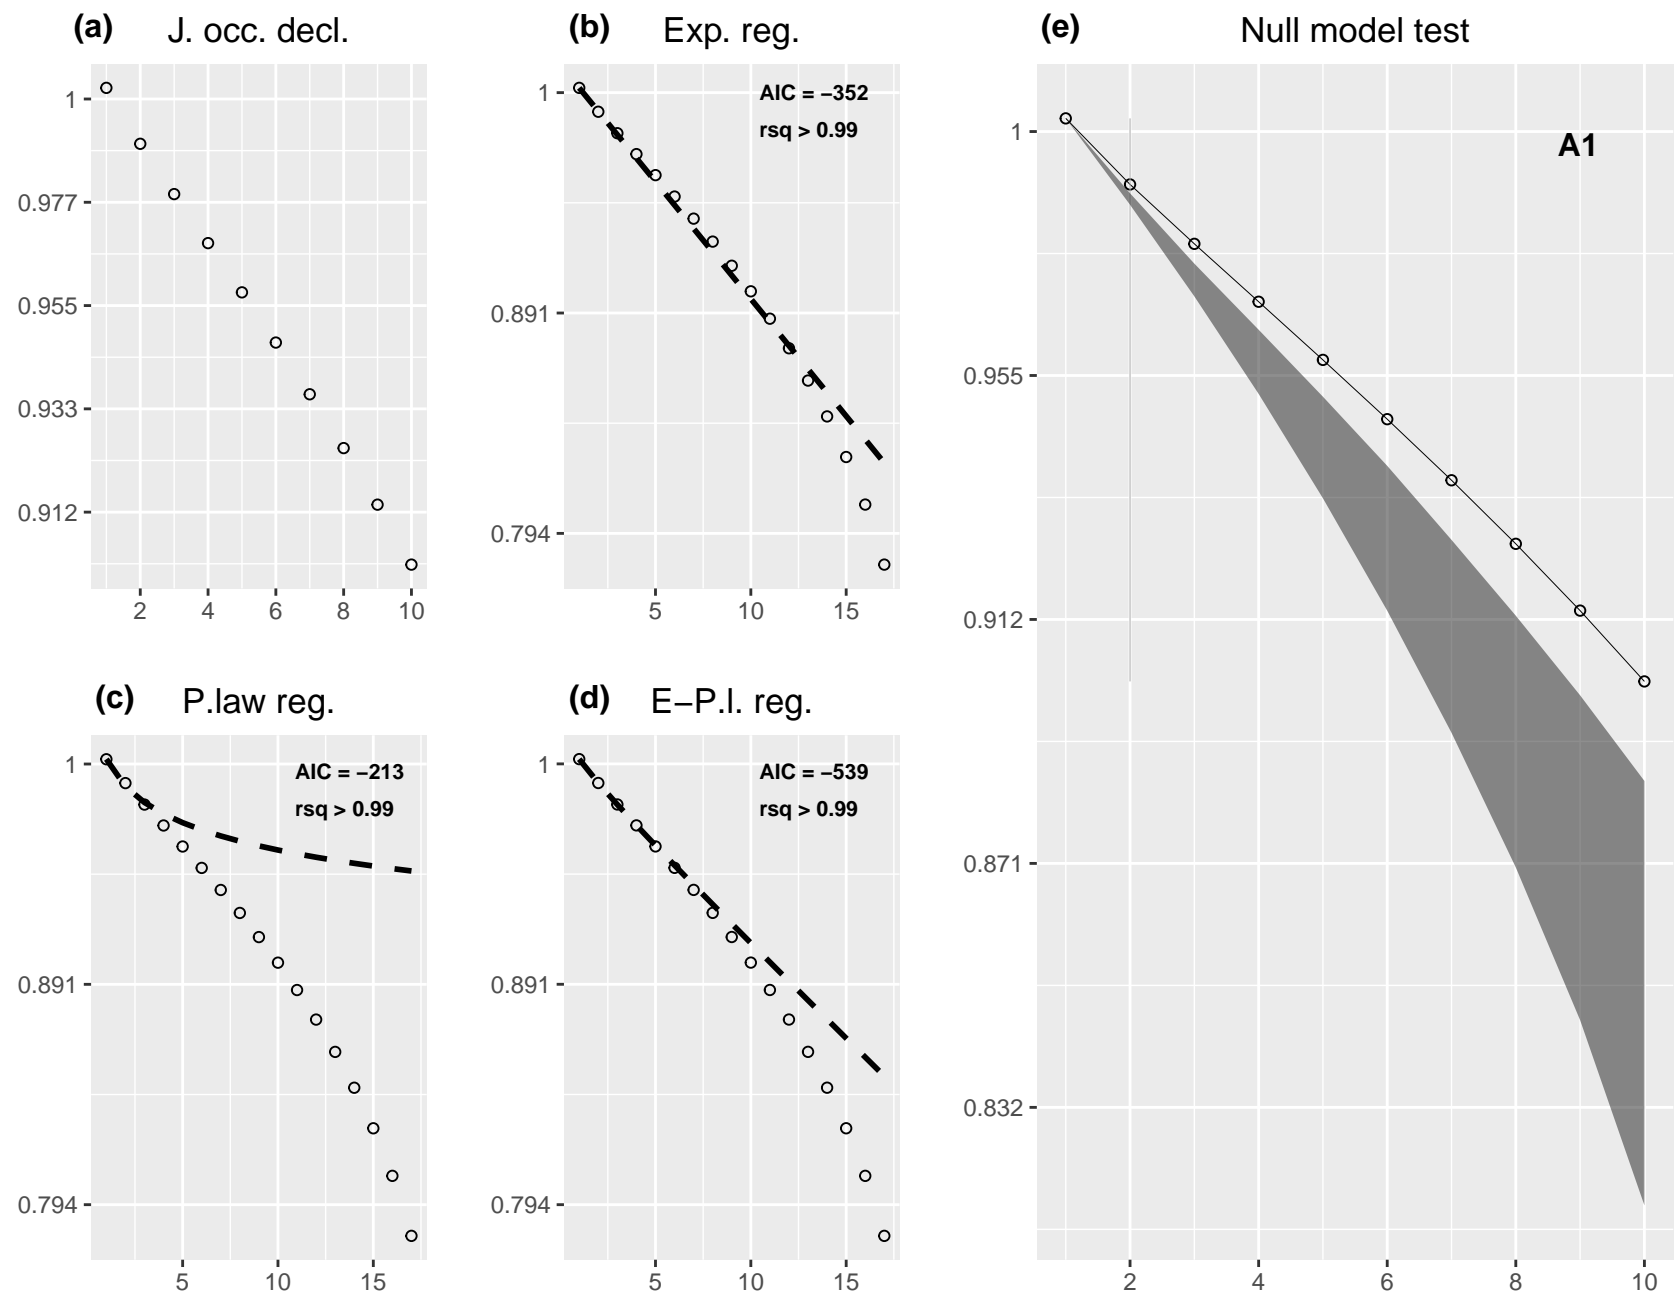 (a) J. occ. decl.
1
0.977
0.955
0.933
0.912
2 4 6 8 10
(b) Exp. reg.
AIC = −352
rsq > 0.99
1
0.891
0.794
5 10 15
(c) P.law reg.
AIC = −213
rsq > 0.99
1
0.891
0.794
5 10 15
(d) E−P.l. reg.
AIC = −539
rsq > 0.99
1
0.891
0.794
5 10 15
(e) Null model test
A1
1
0.955
0.912
0.871
0.832
2 4 6 8 10